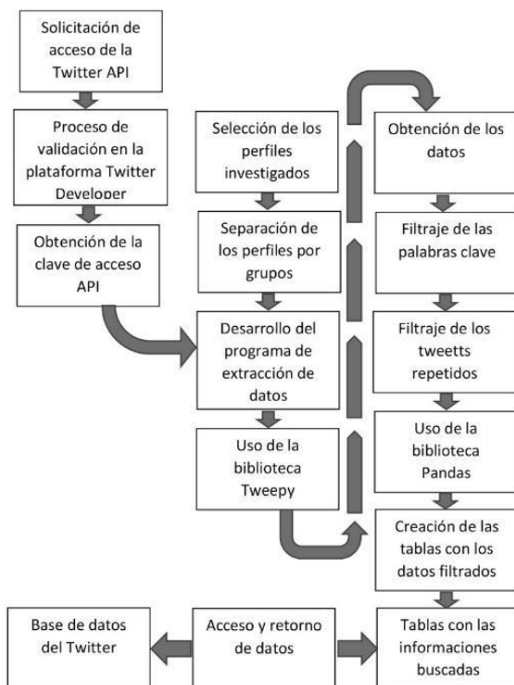 Solicitación de
acceso de la
Twitter API
Proceso de
validación en la
plataforma Twitter
Developer
Obtención de la
clave de acceso
API
Selección de los
perfiles
investigados
Separación de
los perfiles por
grupos
Desarrollo del
programa de
extracción de
datos
Uso de la
biblioteca
Tweepy
Obtención de los
datos
Filtraje de las
palabras clave
Filtraje de los
tweetts
repetidos
Uso de la
biblioteca
Pandas
Creación de las
tablas con los
datos filtrados
Base de datos
del Twitter
Acceso y retorno
de datos
Tablas con las
informaciones
buscadas